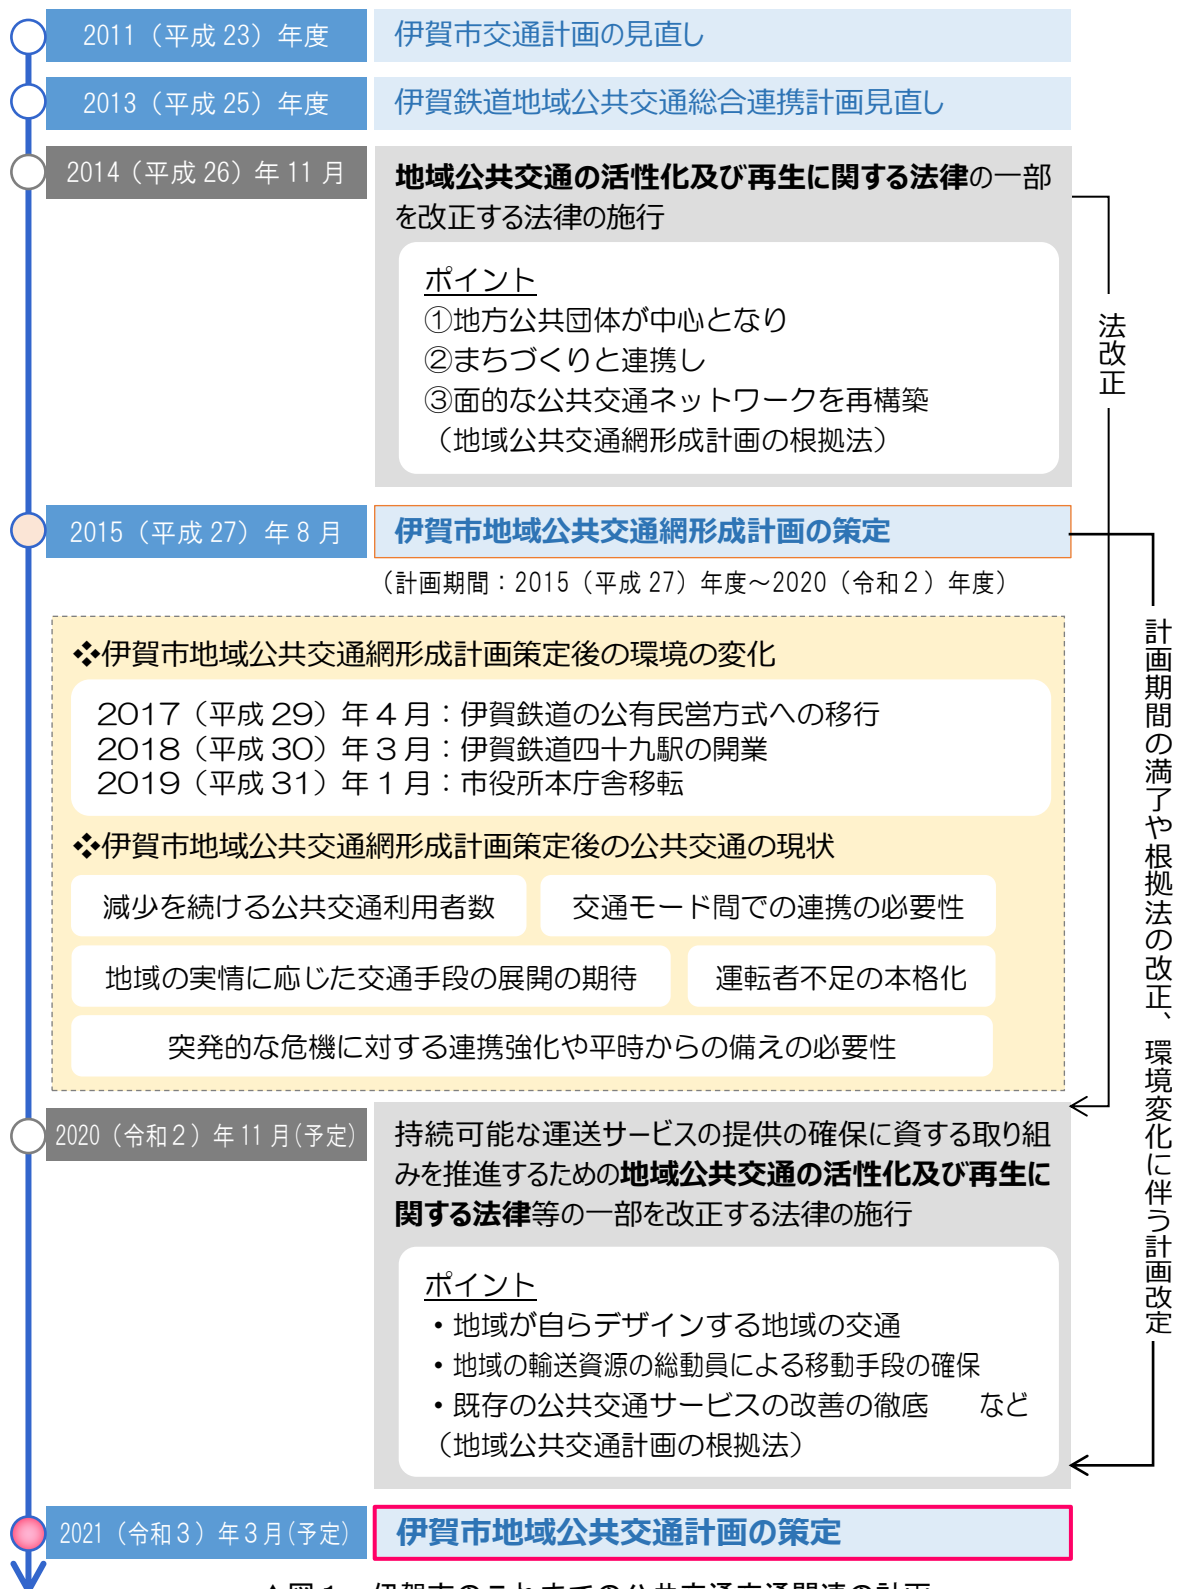 2011（平成 23）年度
伊賀市交通計画の見直し
2013（平成 25）年度
伊賀鉄道地域公共交通総合連携計画見直し
2014（平成 26）年 11 月
地域公共交通の活性化及び再生に関する法律の一部
を改正する法律の施行
ポイント
①地方公共団体が中心となり
②まちづくりと連携し
③面的な公共交通ネットワークを再構築
（地域公共交通網形成計画の根拠法）
法改正
2015（平成 27）年 8 月
伊賀市地域公共交通網形成計画の策定
（計画期間：2015（平成 27）年度～2020（令和２）年度）
❖伊賀市地域公共交通網形成計画策定後の環境の変化
2017（平成 29）年 4 月：伊賀鉄道の公有民営方式への移行
2018（平成 30）年 3 月：伊賀鉄道四十九駅の開業
2019（平成 31）年 1 月：市役所本庁舎移転
❖伊賀市地域公共交通網形成計画策定後の公共交通の現状
減少を続ける公共交通利用者数
交通モード間での連携の必要性
地域の実情に応じた交通手段の展開の期待
運転者不足の本格化
突発的な危機に対する連携強化や平時からの備えの必要性
計画期間の満了や根拠法の改正、環境変化に伴う計画改定
2020（令和２）年 11 月(予定)
持続可能な運送サービスの提供の確保に資する取り組
みを推進するための地域公共交通の活性化及び再生に
関する法律等の一部を改正する法律の施行
ポイント
・地域が自らデザインする地域の交通
・地域の輸送資源の総動員による移動手段の確保
・既存の公共交通サービスの改善の徹底　など
（地域公共交通計画の根拠法）
2021（令和３）年３月(予定)
伊賀市地域公共交通計画の策定